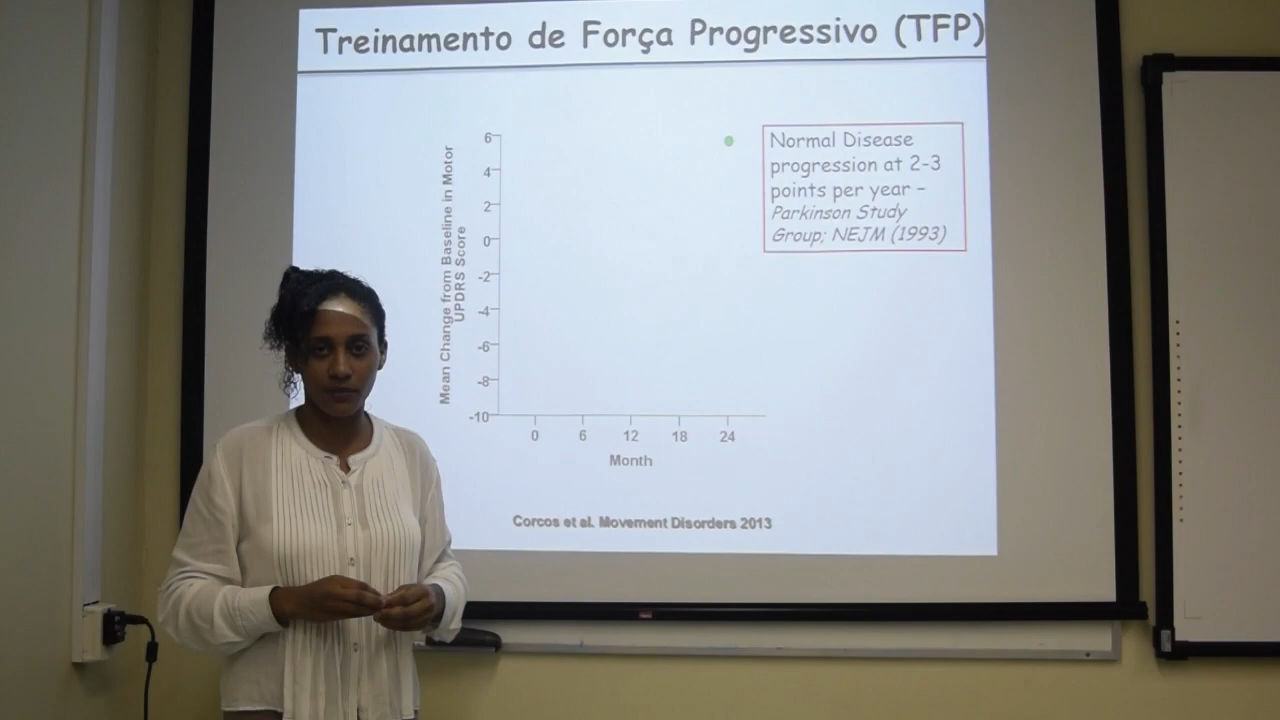 Treinamento de Força Progressivo (TFP)
Normal Disease
progression at 2-3
points per year –
Parkinson Study
Group; NEJM (1993)
Mean Change from Baseline in Motor
UPDRS Score
6
4
2
0
-2
-4
-6
-8
-10
0 6 12 18 24
Month
Corcos et al. Movement Disorders 2013